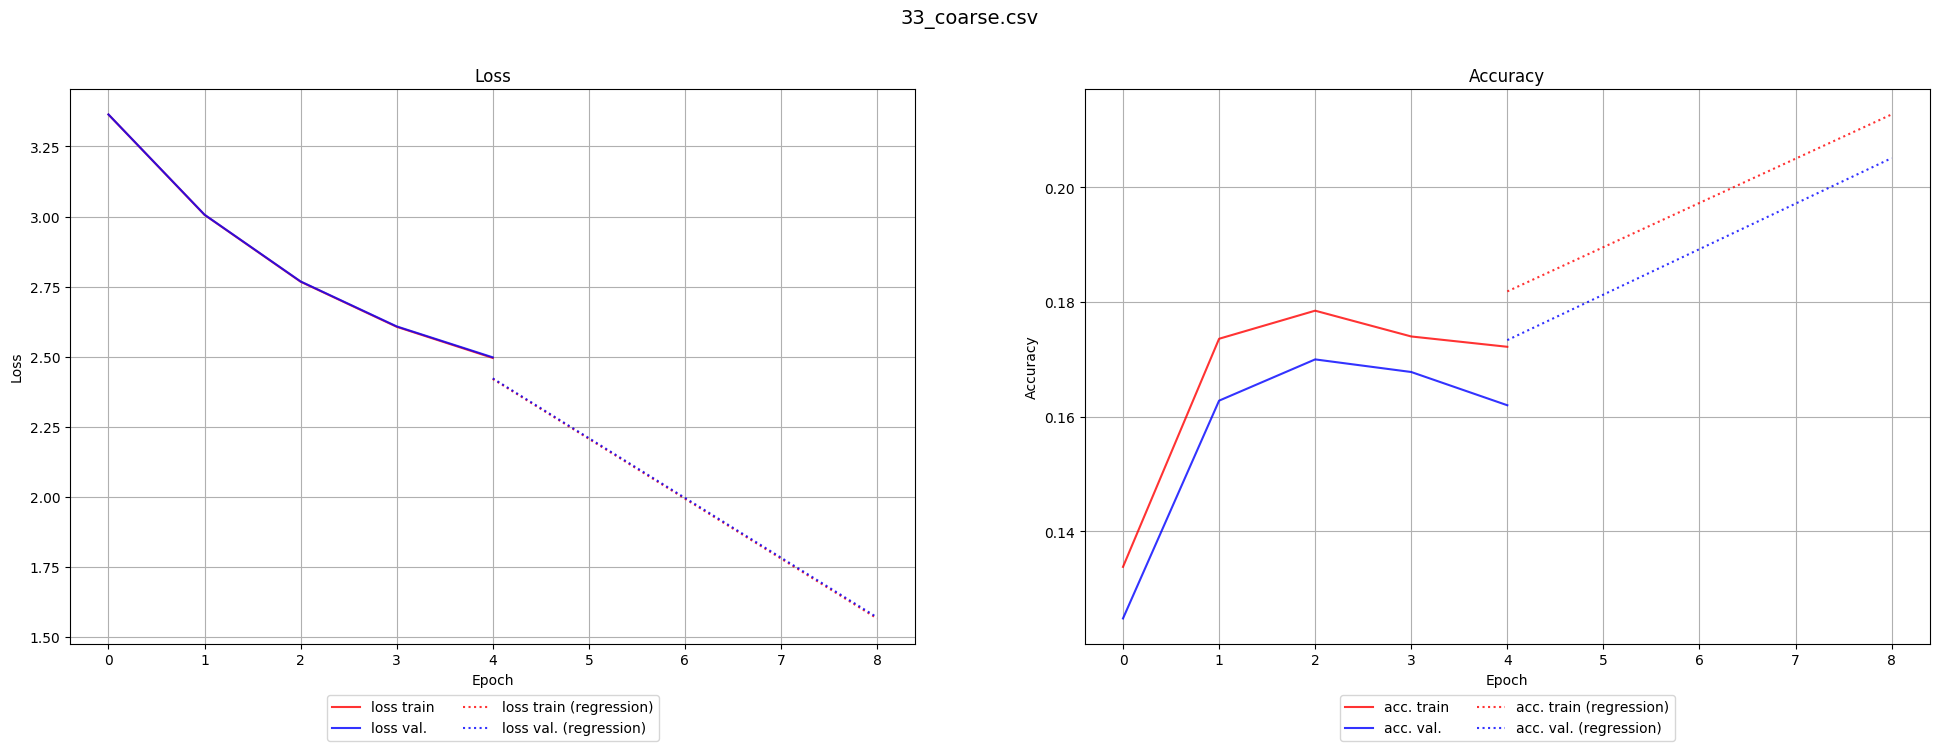 33_coarse.csv
Loss
3.25
3.00
2.75
2.50
2.25
2.00
1.75
1.50
Loss
0 1 2 3 4 5 6 7 8
Epoch
loss train
loss val.
loss train (regression)
loss val. (regression)
Accuracy
0.20
0.18
0.16
0.14
Accuracy
0 1 2 3 4 5 6 7 8
Epoch
acc. train
acc. val.
acc. train (regression)
acc. val. (regression)